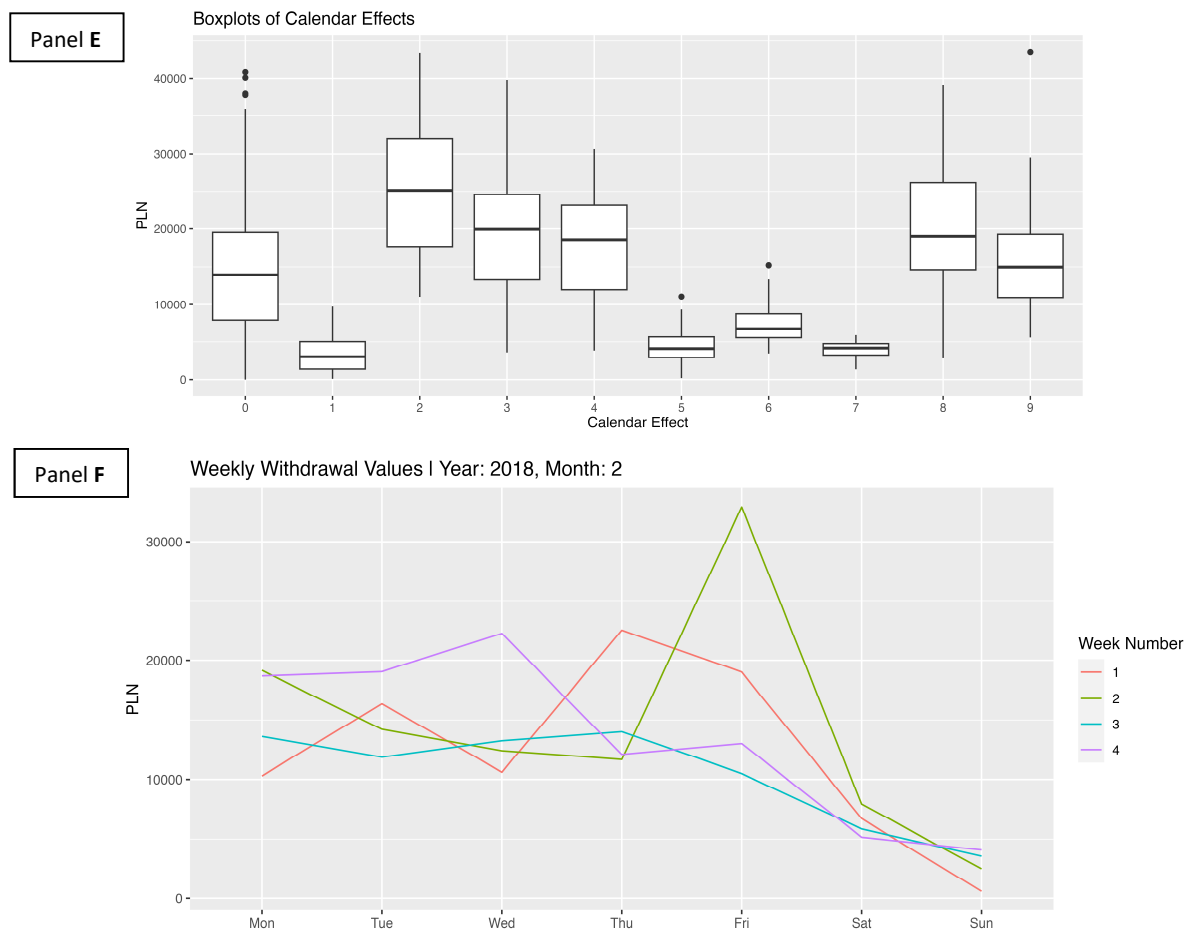 Panel E
Boxplots of Calendar Effects
PLN
40000
30000
20000
10000
0
0 1 2 3 4 5 6 7 8 9
Calendar Effect
Panel F
Weekly Withdrawal Values | Year: 2018, Month: 2
PLN
30000
20000
10000
0
Mon Tue Wed Thu Fri Sat Sun
Week Number
1
2
3
4